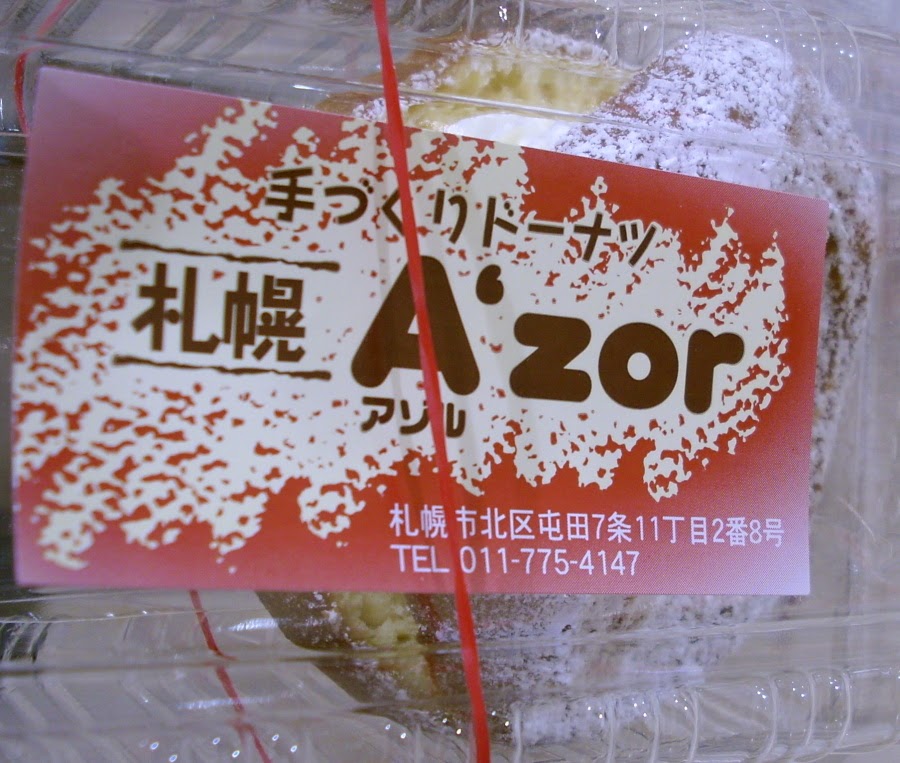 手づくりドーナツ
札幌 A'zor
アゾル
札幌市北区屯田7条11丁目2番8号
TEL 011-775-4147